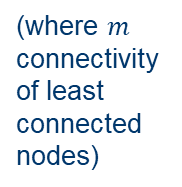 (where m
connectivity
of least
connected
nodes)